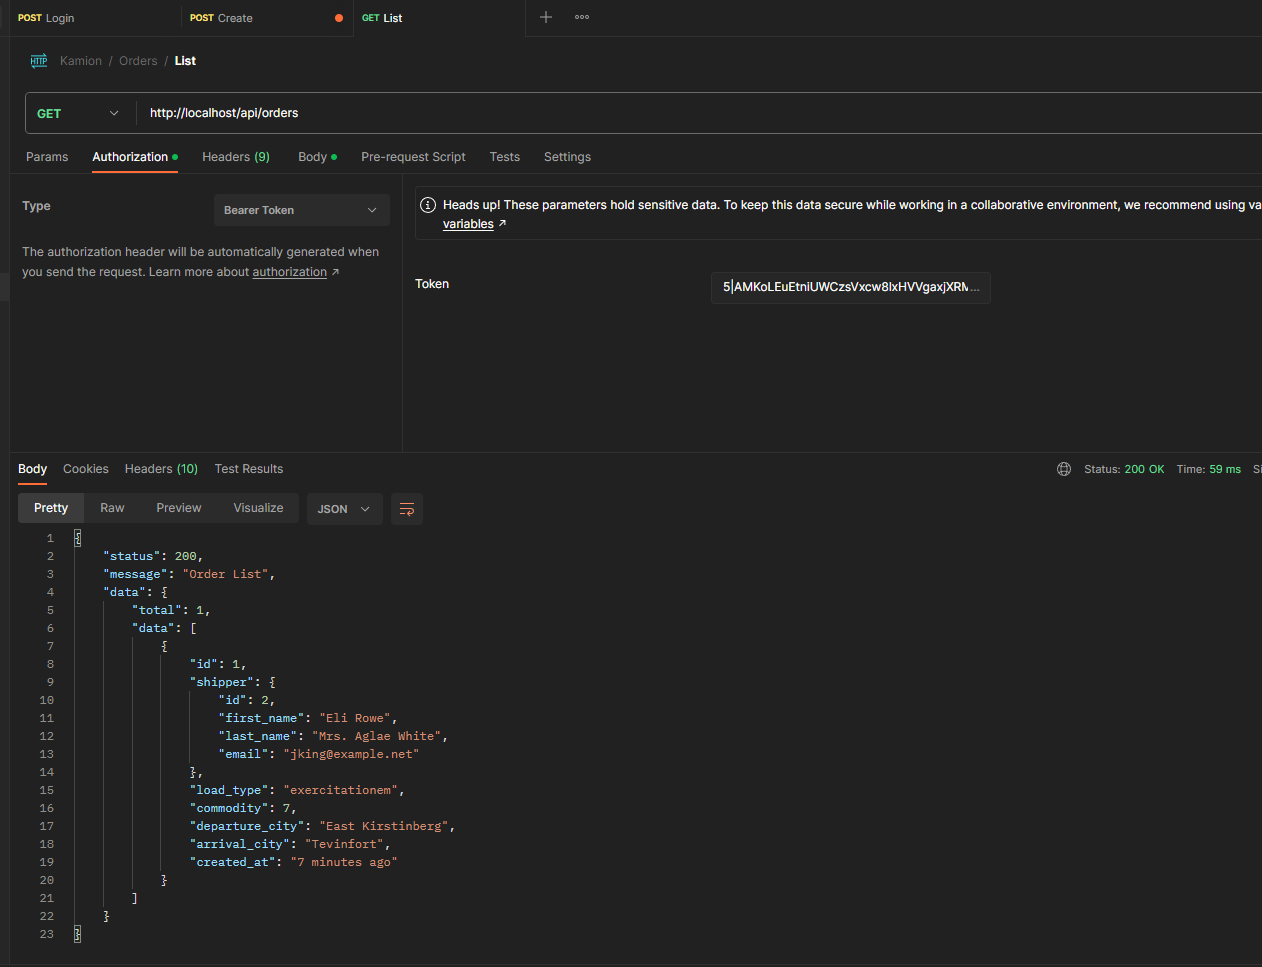 POST Login
POST Create
GET List
HTTP Kamion / Orders / List
GET http://localhost/api/orders
Params Authorization Headers (9) Body Pre-request Script Tests Settings
Type Bearer Token
The authorization header will be automatically generated when
you send the request. Learn more about authorization ↗
Heads up! These parameters hold sensitive data. To keep this data secure while working in a collaborative environment, we recommend using va
variables ↗
Token 5|AMKoLEuEtniUWCzsVxcw8lxHVVgaxjXRM...
Body Cookies Headers (10) Test Results Status: 200 OK Time: 59 ms Si
Pretty Raw Preview Visualize JSON
1 {
2 "status": 200,
3 "message": "Order List",
4 "data": {
5 "total": 1,
6 "data": [
7 {
8 "id": 1,
9 "shipper": {
10 "id": 2,
11 "first_name": "Eli Rowe",
12 "last_name": "Mrs. Aglae White",
13 "email": "jking@example.net"
14 },
15 "load_type": "exercitationem",
16 "commodity": 7,
17 "departure_city": "East Kirstinberg",
18 "arrival_city": "Tevinfort",
19 "created_at": "7 minutes ago"
20 }
21 ]
22 }
23 }